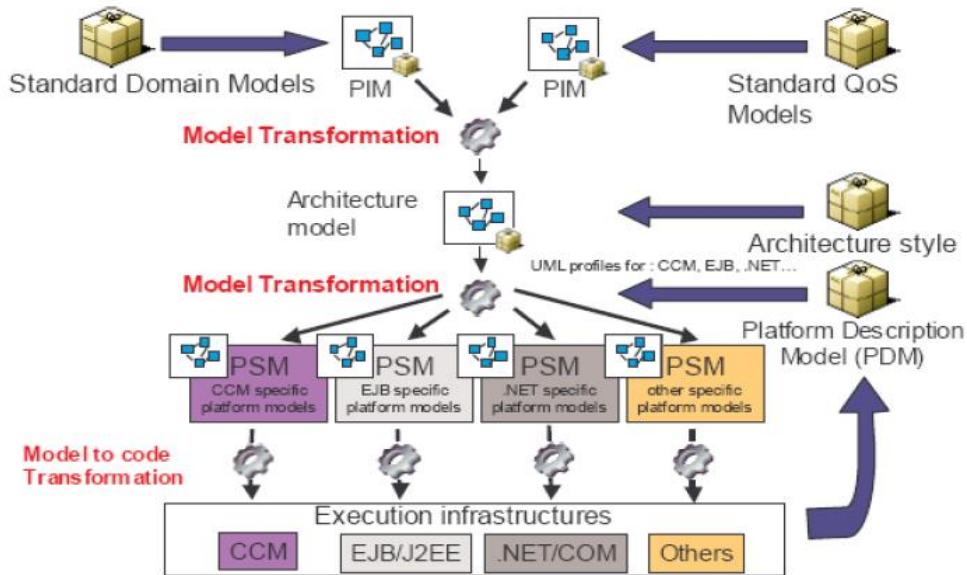 Standard Domain Models
PIM
PIM
Standard QoS
Models
Model Transformation
Architecture
model
Architecture style
UML profiles for : CCM, EJB, .NET...
Model Transformation
Platform Description
Model (PDM)
PSM
CCM specific
platform models
PSM
EJB specific
platform models
PSM
.NET specific
platform models
PSM
other specific
platform models
Model to code
Transformation
Execution infrastructures
CCM
EJB/J2EE
.NET/COM
Others